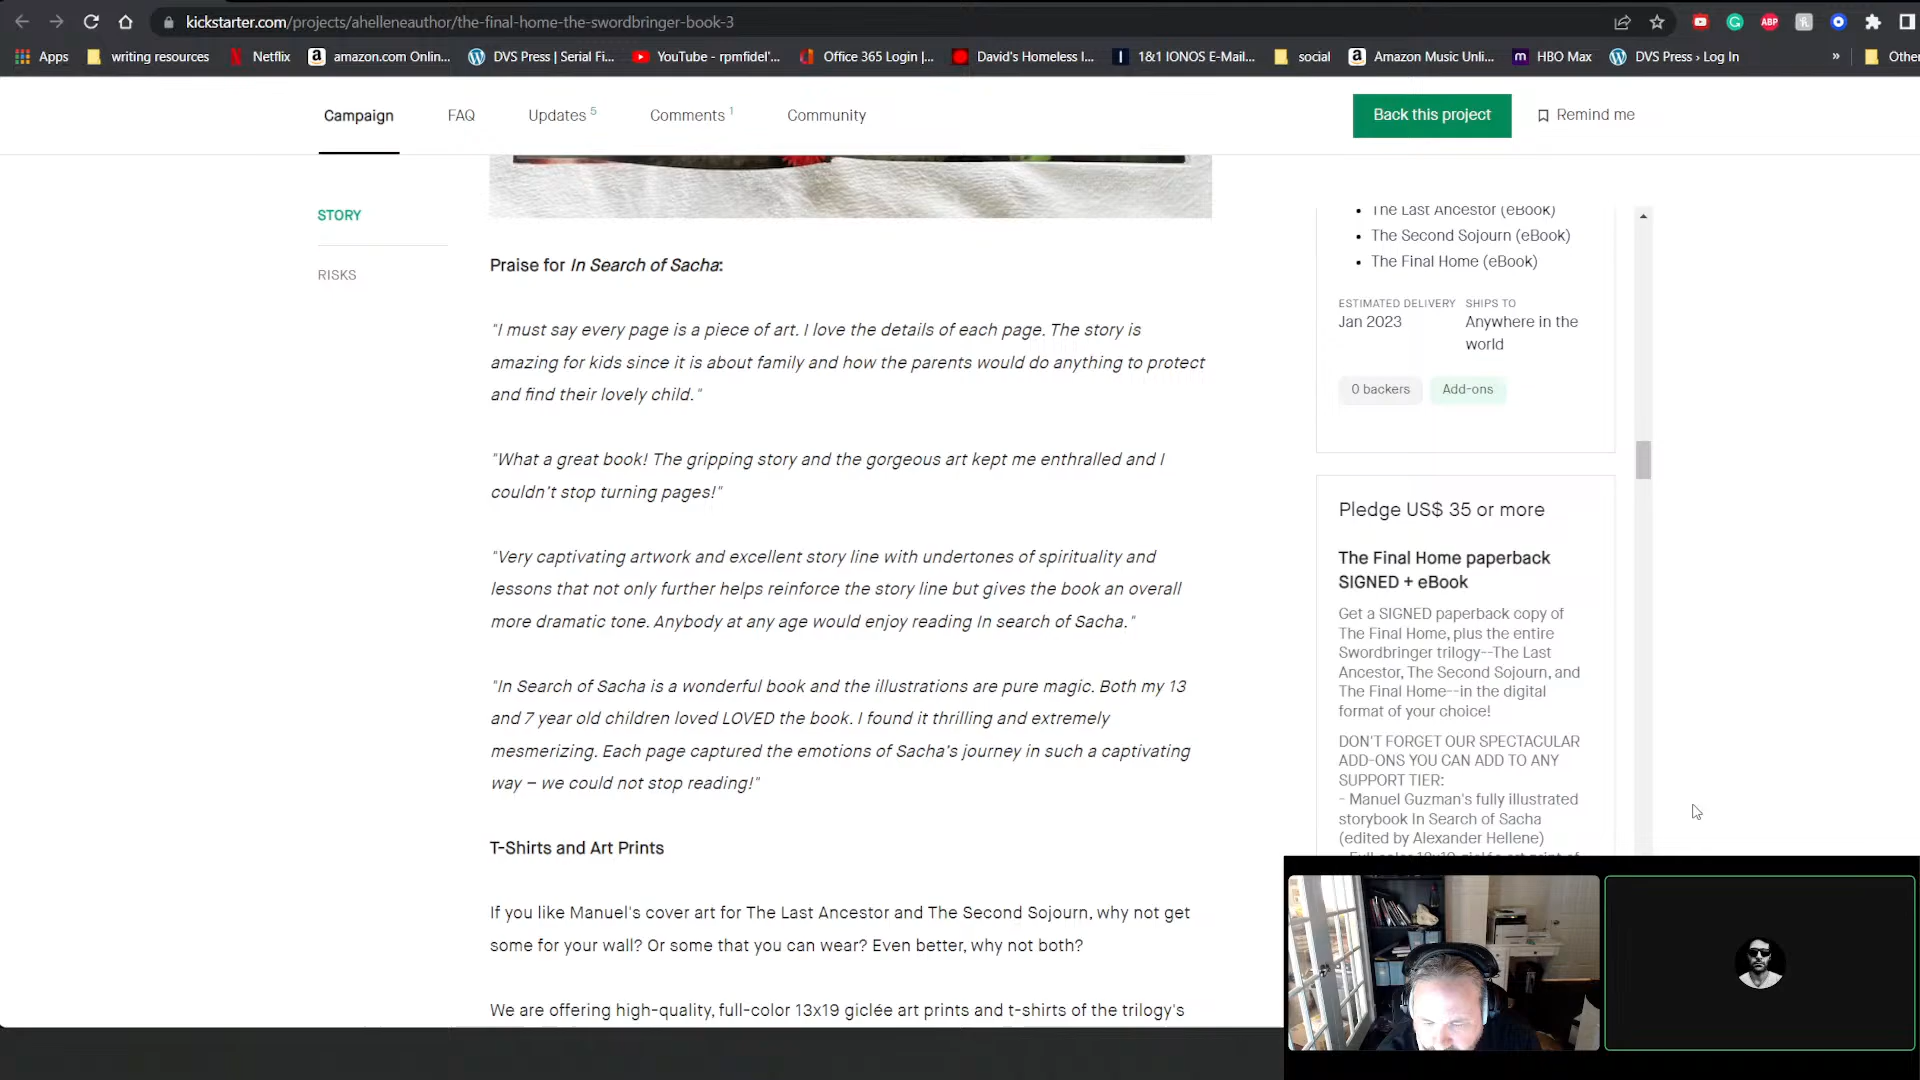 kickstarter.com/projects/ahelleneauthor/the-final-home-the-swordbringer-book-3
ABP
Apps
writing resources
Netflix
amazon.com Onlin...
DVS Press | Serial Fi...
YouTube - rpmfidel'...
Office 365 Login |...
David's Homeless I...
1&1 IONOS E-Mail...
social
Amazon Music Unli...
HBO Max
DVS Press › Log In
»
Othe
Campaign
FAQ
Updates 5
Comments 1
Community
Back this project
Remind me
STORY
RISKS
Praise for In Search of Sacha:
"I must say every page is a piece of art. I love the details of each page. The story is
amazing for kids since it is about family and how the parents would do anything to protect
and find their lovely child."
"What a great book! The gripping story and the gorgeous art kept me enthralled and I
couldn't stop turning pages!"
"Very captivating artwork and excellent story line with undertones of spirituality and
lessons that not only further helps reinforce the story line but gives the book an overall
more dramatic tone. Anybody at any age would enjoy reading In search of Sacha."
"In Search of Sacha is a wonderful book and the illustrations are pure magic. Both my 13
and 7 year old children loved LOVED the book. I found it thrilling and extremely
mesmerizing. Each page captured the emotions of Sacha's journey in such a captivating
way – we could not stop reading!"
T-Shirts and Art Prints
If you like Manuel's cover art for The Last Ancestor and The Second Sojourn, why not get
some for your wall? Or some that you can wear? Even better, why not both?
We are offering high-quality, full-color 13x19 giclée art prints and t-shirts of the trilogy's
• The Last Ancestor (eBook)
• The Second Sojourn (eBook)
• The Final Home (eBook)
ESTIMATED DELIVERY
Jan 2023
SHIPS TO
Anywhere in the
world
0 backers
Add-ons
Pledge US$ 35 or more
The Final Home paperback
SIGNED + eBook
Get a SIGNED paperback copy of
The Final Home, plus the entire
Swordbringer trilogy--The Last
Ancestor, The Second Sojourn, and
The Final Home--in the digital
format of your choice!
DON'T FORGET OUR SPECTACULAR
ADD-ONS YOU CAN ADD TO ANY
SUPPORT TIER:
- Manuel Guzman's fully illustrated
storybook In Search of Sacha
(edited by Alexander Hellene)
- Full color 13x19 giclée art print of